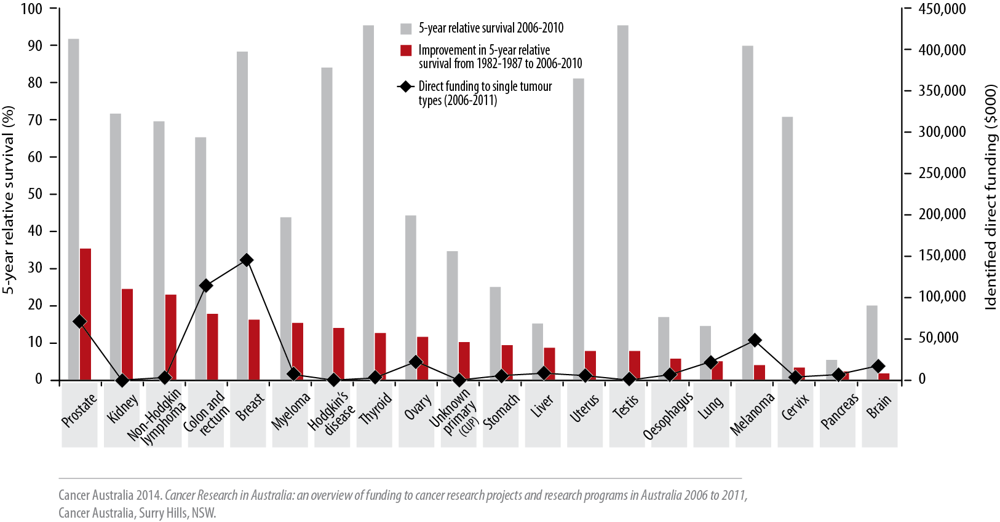 5-year relative survival (%)
100
90
80
70
60
50
40
30
20
10
0
5-year relative survival 2006-2010
Improvement in 5-year relative
survival from 1982-1987 to 2006-2010
Direct funding to single tumour
types (2006-2011)
450,000
400,000
350,000
300,000
250,000
200,000
150,000
100,000
50,000
0
Identified direct funding ($000)
Prostate
Kidney
Non-Hodgkin
lymphoma
Colon and
rectum
Breast
Myeloma
Hodgkin's
disease
Thyroid
Ovary
Unknown
primary
(CUP)
Stomach
Liver
Uterus
Testis
Oesophagus
Lung
Melanoma
Cervix
Pancreas
Brain
Cancer Australia 2014. Cancer Research in Australia: an overview of funding to cancer research projects and research programs in Australia 2006 to 2011,
Cancer Australia, Surry Hills, NSW.